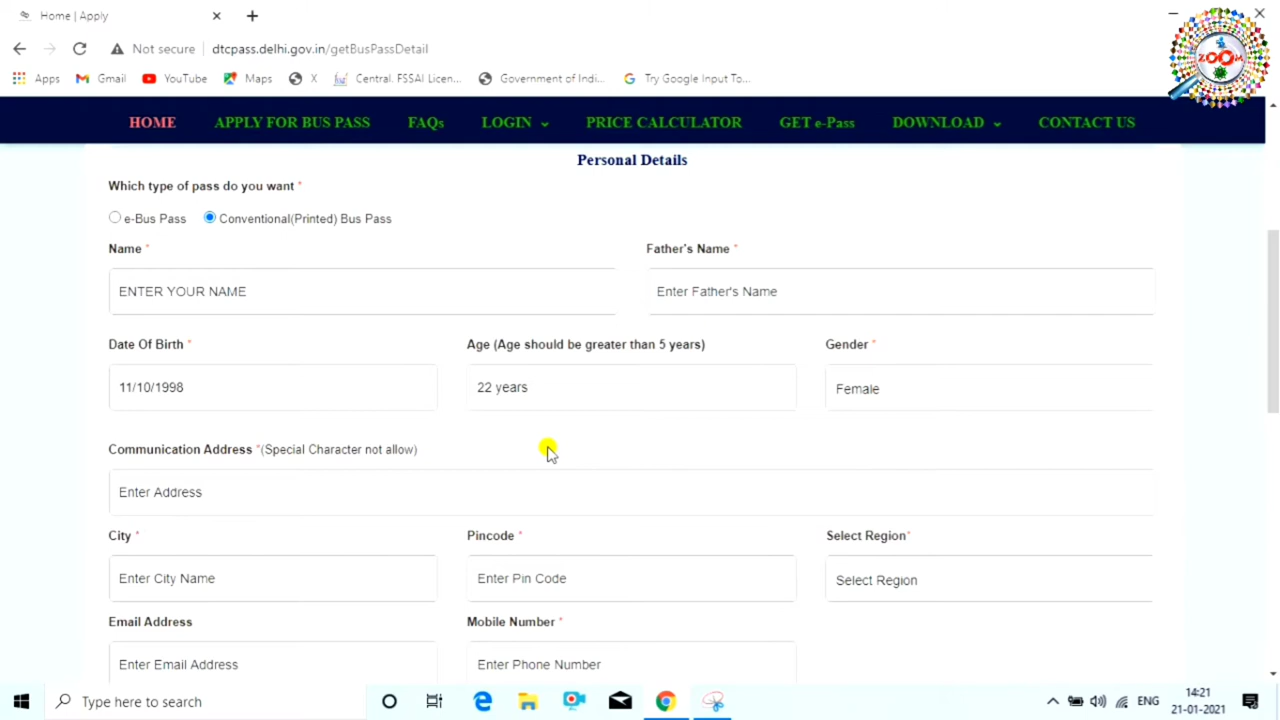 Home | Apply
Not secure dtcpass.delhi.gov.in/getBusPassDetail
Apps Gmail YouTube Maps X Central. FSSAI Licen... Government of Indi... Try Google Input To...
ZOOM
HOME APPLY FOR BUS PASS FAQs LOGIN PRICE CALCULATOR GET e-Pass DOWNLOAD CONTACT US
Personal Details
Which type of pass do you want *
e-Bus Pass Conventional(Printed) Bus Pass
Name * Father's Name *
ENTER YOUR NAME Enter Father's Name
Date Of Birth * Age (Age should be greater than 5 years) Gender *
11/10/1998 22 years Female
Communication Address *(Special Character not allow)
Enter Address
City * Pincode * Select Region*
Enter City Name Enter Pin Code Select Region
Email Address Mobile Number *
Enter Email Address Enter Phone Number
Type here to search ENG 14:21
21-01-2021